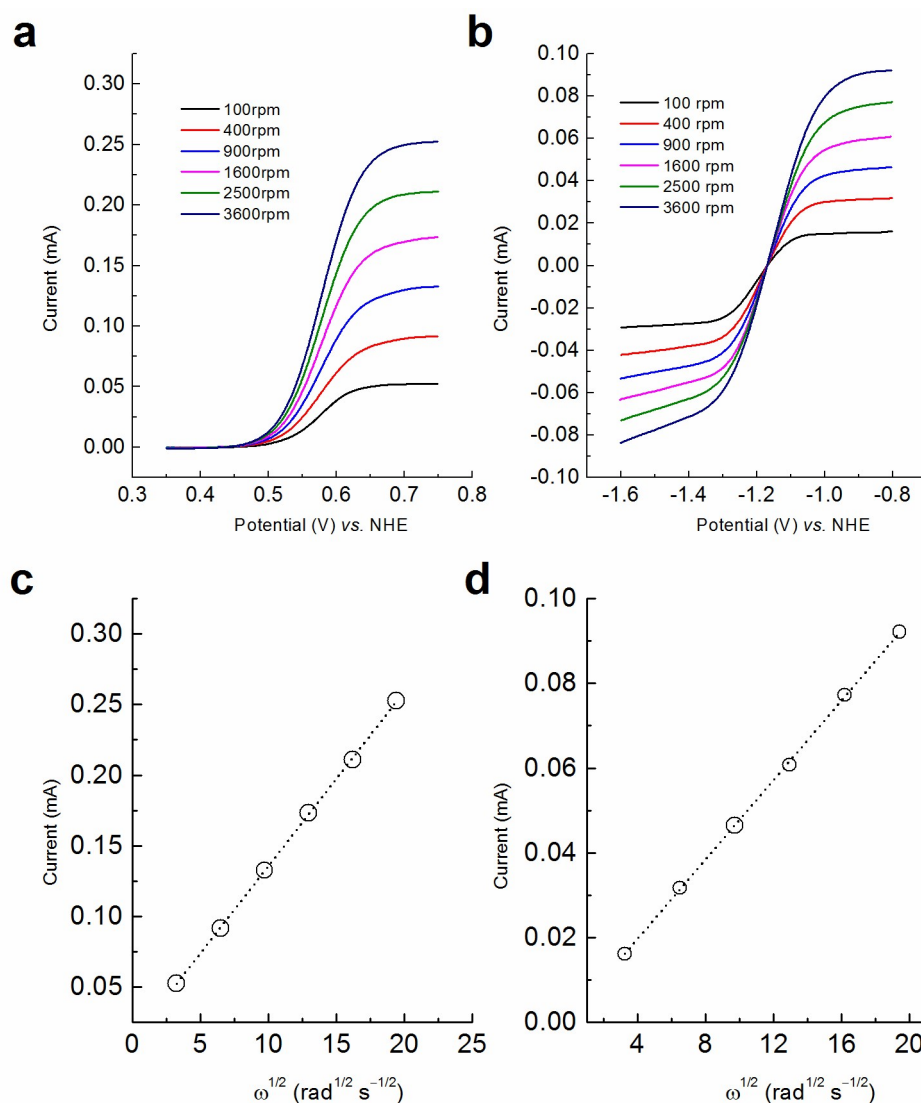 a
0.30
0.25
0.20
0.15
0.10
0.05
0.00
Current (mA)
100rpm
400rpm
900rpm
1600rpm
2500rpm
3600rpm
0.3 0.4 0.5 0.6 0.7 0.8
Potential (V) vs. NHE
b
0.10
0.08
0.06
0.04
0.02
0.00
-0.02
-0.04
-0.06
-0.08
-0.10
Current (mA)
100 rpm
400 rpm
900 rpm
1600 rpm
2500 rpm
3600 rpm
-1.6 -1.4 -1.2 -1.0 -0.8
Potential (V) vs. NHE
c
0.30
0.25
0.20
0.15
0.10
0.05
Current (mA)
0 5 10 15 20 25
ω1/2 (rad1/2 s−1/2)
d
0.10
0.08
0.06
0.04
0.02
0.00
Current (mA)
4 8 12 16 20
ω1/2 (rad1/2 s−1/2)